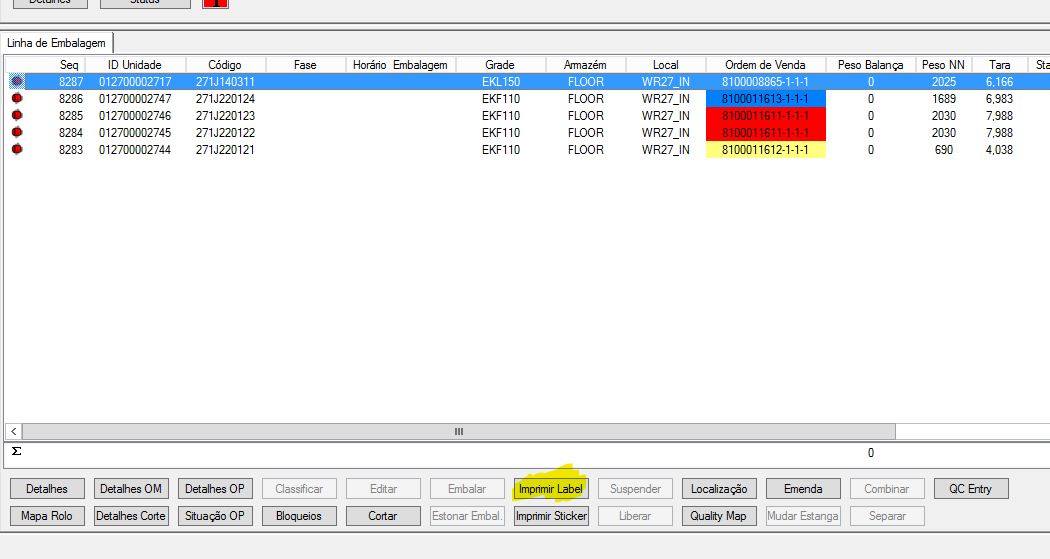 Detalhes Status
Linha de Embalagem
Seq ID Unidade Código Fase Horário Embalagem Grade Armazém Local Ordem de Venda Peso Balança Peso NN Tara Sta
8287 012700002717 271J140311 EKL150 FLOOR WR27_IN 8100008865-1-1-1 0 2025 6,166
8286 012700002747 271J220124 EKF110 FLOOR WR27_IN 8100011613-1-1-1 0 1689 6,983
8285 012700002746 271J220123 EKF110 FLOOR WR27_IN 8100011611-1-1-1 0 2030 7,988
8284 012700002745 271J220122 EKF110 FLOOR WR27_IN 8100011611-1-1-1 0 2030 7,988
8283 012700002744 271J220121 EKF110 FLOOR WR27_IN 8100011612-1-1-1 0 690 4,038
Σ 0
Detalhes Detalhes OM Detalhes OP Classificar Editar Embalar Imprimir Label Suspender Localização Emenda Combinar QC Entry
Mapa Rolo Detalhes Corte Situação OP Bloqueios Cortar Estonar Embal. Imprimir Sticker Liberar Quality Map Mudar Estanga Separar